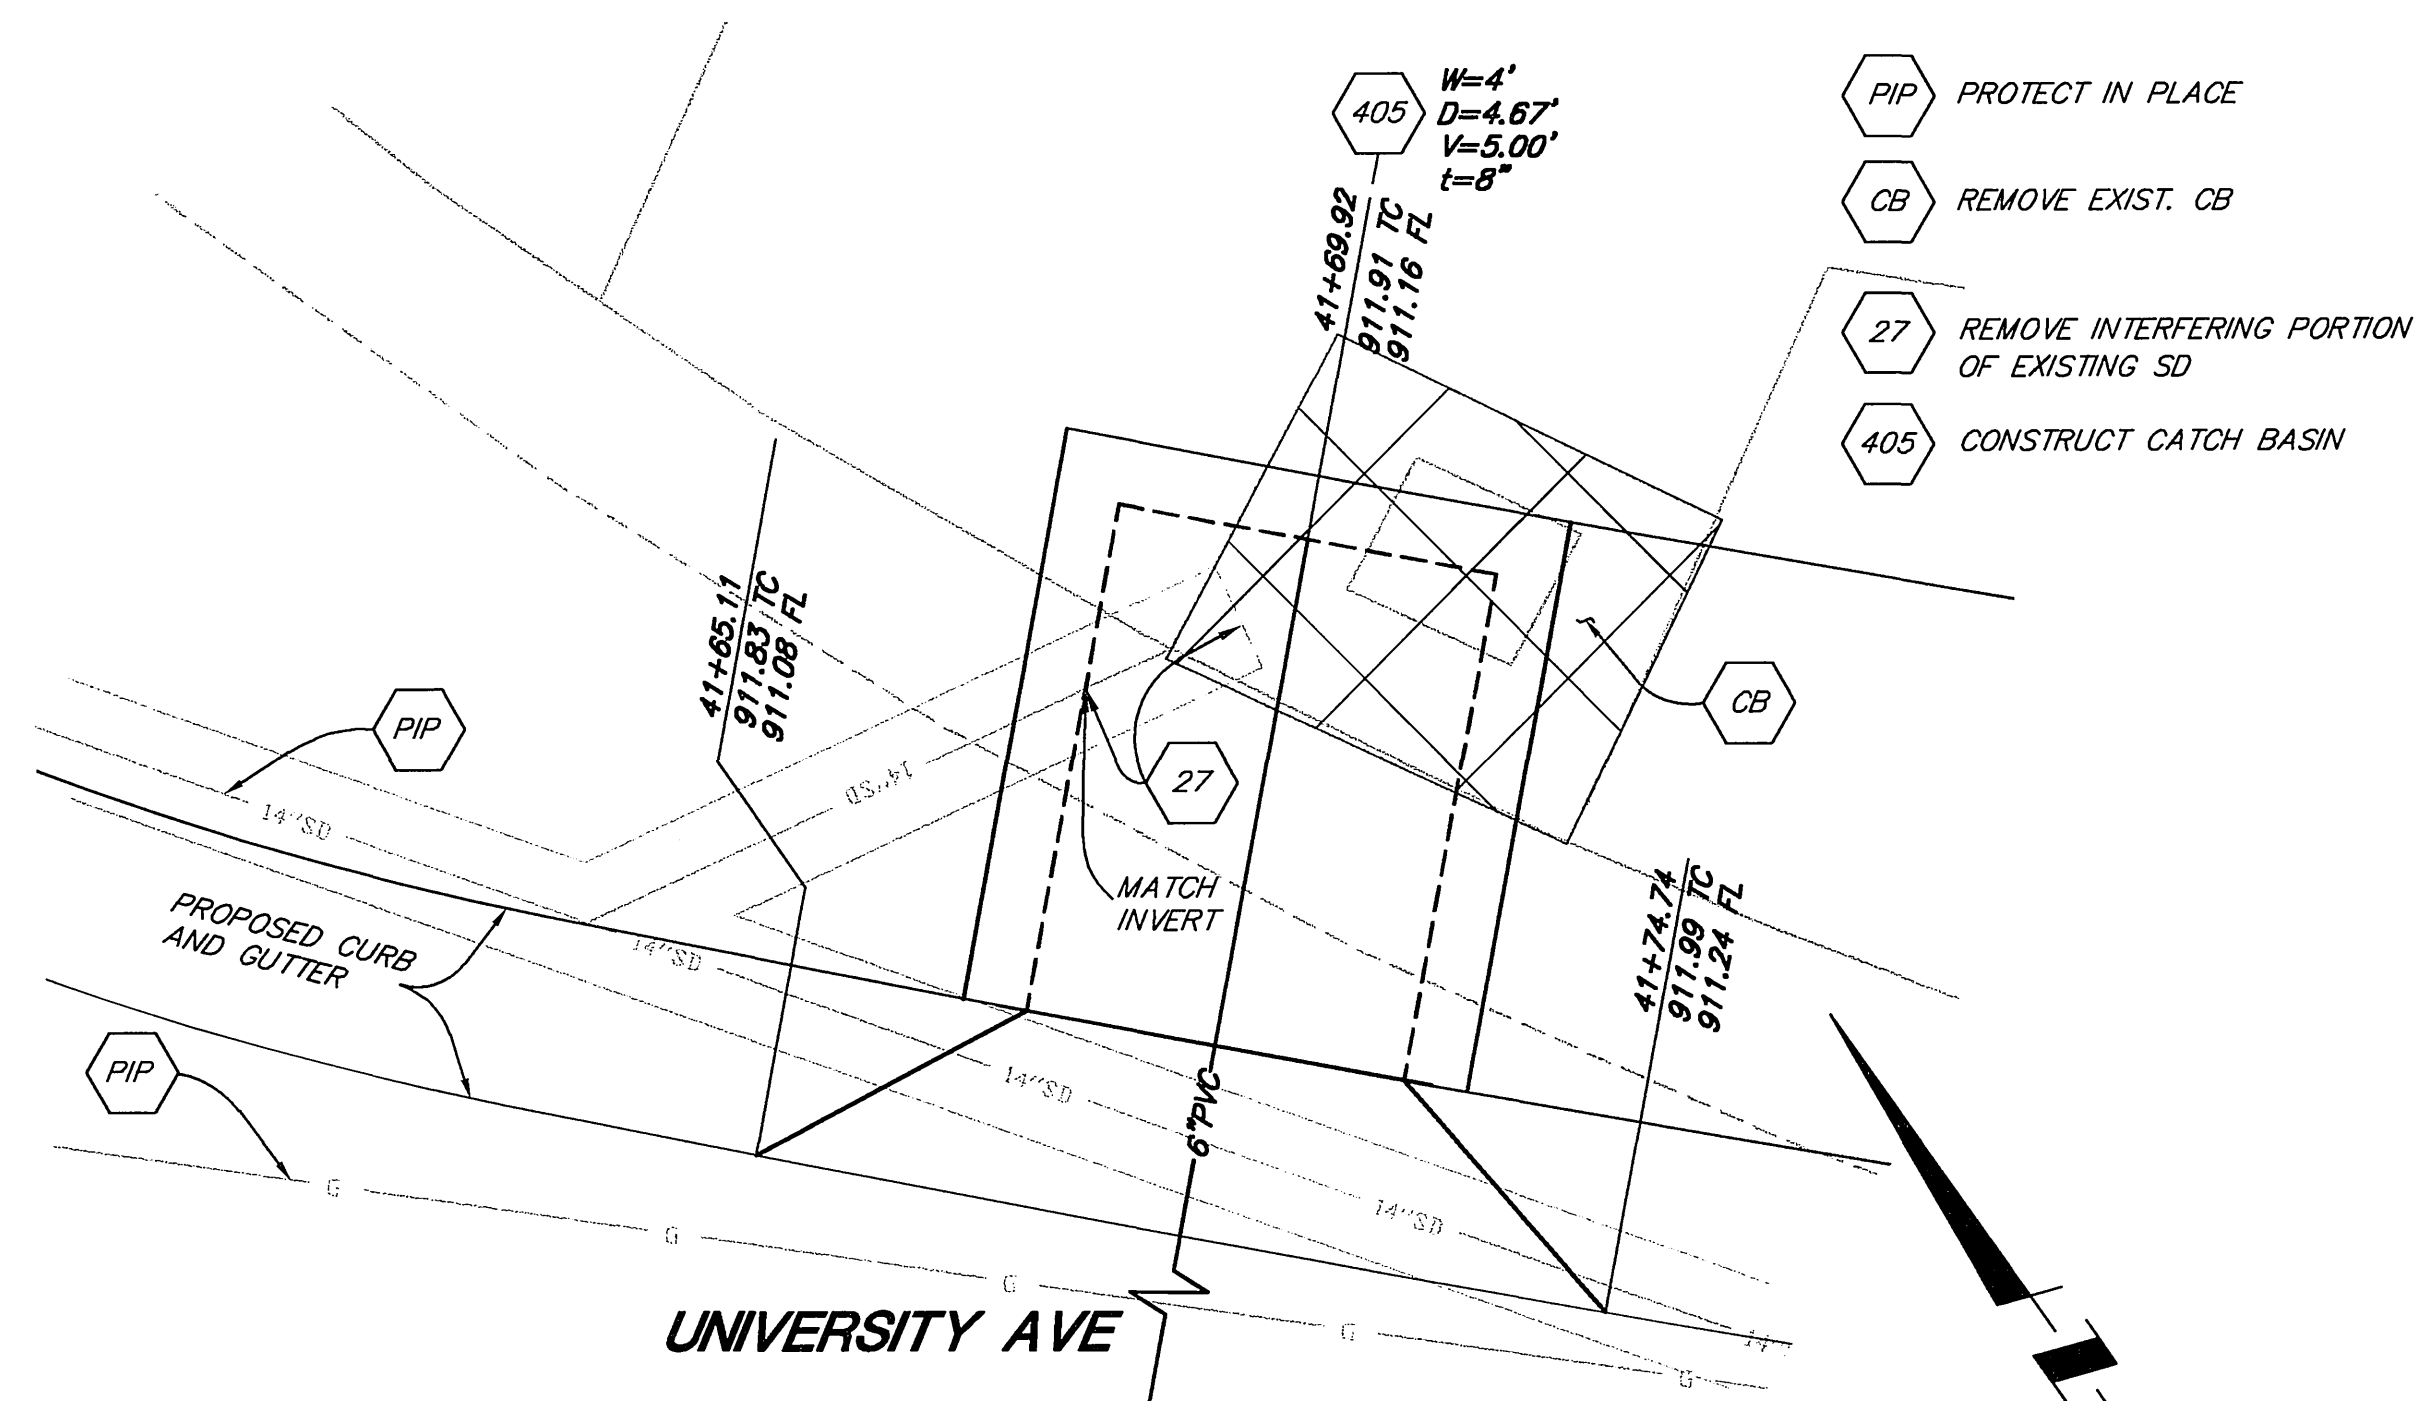 405
W=4'
D=4.67'
V=5.00'
t=8"
PIP PROTECT IN PLACE
CB REMOVE EXIST. CB
27 REMOVE INTERFERING PORTION
OF EXISTING SD
405 CONSTRUCT CATCH BASIN
41+69.92
911.91 TC
911.16 FL
41+65.11
911.83 TC
911.08 FL
PIP
CB
14"SD
27
14"SD
MATCH
INVERT
41+74.74
911.99 TC
911.24 FL
PROPOSED CURB
AND GUTTER
14"SD
PIP
14"SD
6"PVC
14"SD
G
G
G
G
G
14"
UNIVERSITY AVE